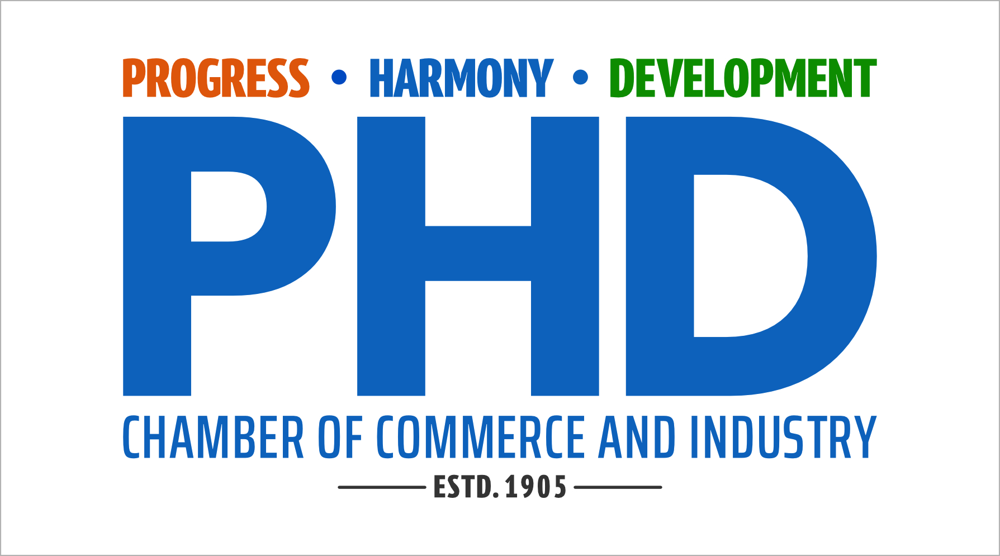 PROGRESS • HARMONY • DEVELOPMENT
PHD
CHAMBER OF COMMERCE AND INDUSTRY
ESTD. 1905